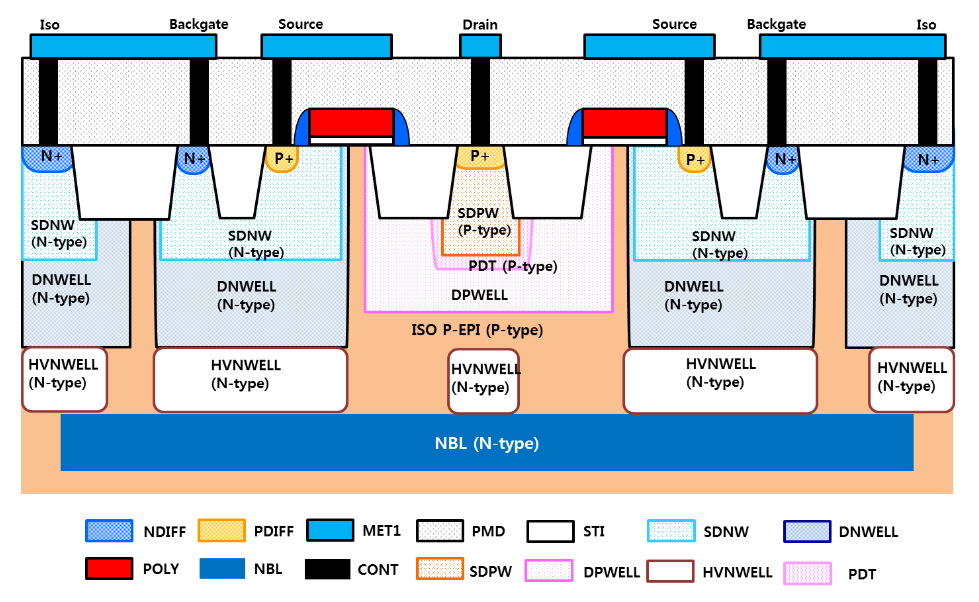 Iso
Backgate
Source
Drain
Source
Backgate
Iso
N+
N+
P+
P+
P+
N+
N+
SDNW
(N-type)
SDNW
(N-type)
SDPW
(P-type)
SDNW
(N-type)
SDNW
(N-type)
PDT (P-type)
DNWELL
(N-type)
DNWELL
(N-type)
DPWELL
DNWELL
(N-type)
DNWELL
(N-type)
ISO P-EPI (P-type)
HVNWELL
(N-type)
HVNWELL
(N-type)
HVNWELL
(N-type)
HVNWELL
(N-type)
HVNWELL
(N-type)
NBL (N-type)
NDIFF
PDIFF
MET1
PMD
STI
SDNW
DNWELL
POLY
NBL
CONT
SDPW
DPWELL
HVNWELL
PDT